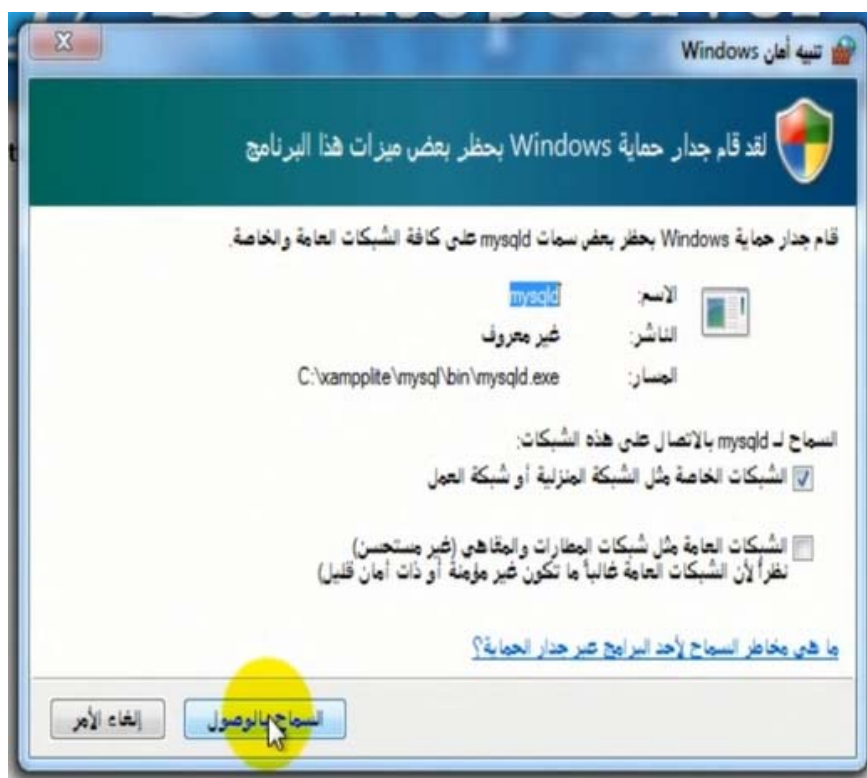 تنبيه أمان Windows
لقد قام جدار حماية Windows بحظر بعض ميزات هذا البرنامج
قام جدار حماية Windows بحظر بعض سمات mysqld على كافة الشبكات العامة والخاصة.
الاسم: mysqld
الناشر: غير معروف
المسار: C:\xampplite\mysql\bin\mysqld.exe
السماح لـ mysqld بالاتصال على هذه الشبكات:
الشبكات الخاصة مثل الشبكة المنزلية أو شبكة العمل
الشبكات العامة مثل شبكات المطارات والمقاهي (غير مستحسن)
نظراً لأن الشبكات العامة غالباً ما تكون غير مؤمنة أو ذات أمان قليل)
ما هي مخاطر السماح لأحد البرامج عبر جدار الحماية؟
السماح بالوصول
إلغاء الأمر